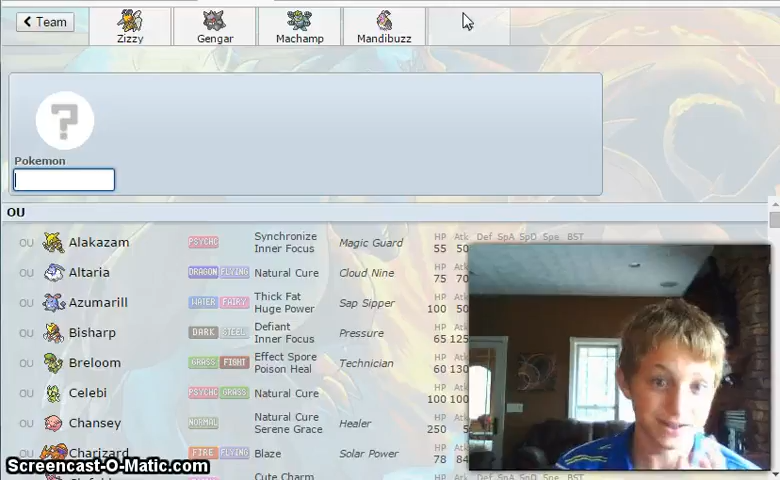 Team
Zizzy Gengar Machamp Mandibuzz
?
Pokemon
OU
HP Atk Def SpA SpD Spe BST
OU Alakazam PSYCHC Synchronize Inner Focus Magic Guard 55 50
HP
OU Altaria DRAGON FLYING Natural Cure Cloud Nine 75 70
HP Atk
OU Azumarill WATER FAIRY Thick Fat Huge Power Sap Sipper 100 50
HP Atk
OU Bisharp DARK STEEL Defiant Inner Focus Pressure 65 125
HP Atk
OU Breloom GRASS FIGHT Effect Spore Poison Heal Technician 60 130
HP Atk
OU Celebi PSYCHC GRASS Natural Cure 100 100
HP Atk
OU Chansey NORMAL Natural Cure Serene Grace Healer 250 5
HP Atk
OU Charizard FIRE FLYING Blaze Solar Power 78 84
HP Atk
Cute Charm
Screencast-O-Matic.com